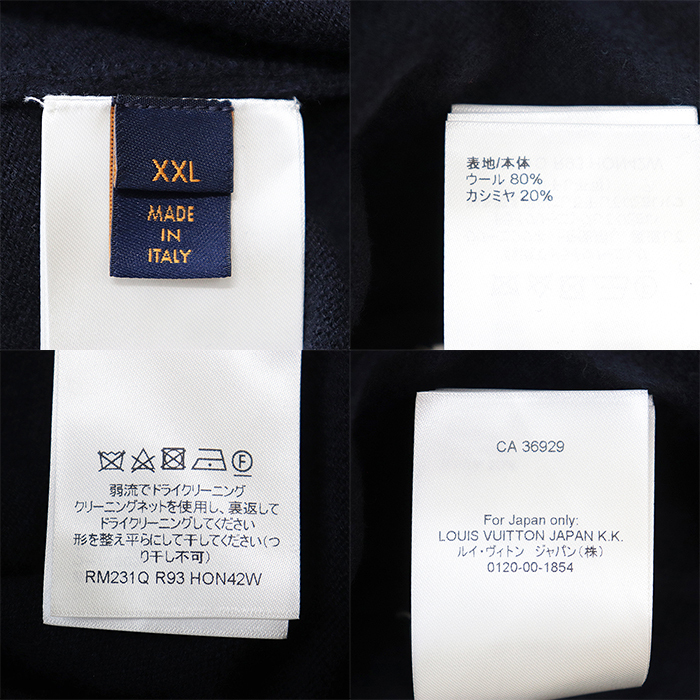 XXL
MADE
IN
ITALY
表地/本体
ウール 80%
カシミヤ 20%
F
弱流でドライクリーニング
クリーニングネットを使用し、裏返して
ドライクリーニングしてください
形を整え平らにして干してください(つ
り干し不可)
RM231Q R93 HON42W
CA 36929
For Japan only:
LOUIS VUITTON JAPAN K.K.
ルイ・ヴィトン ジャパン(株)
0120-00-1854